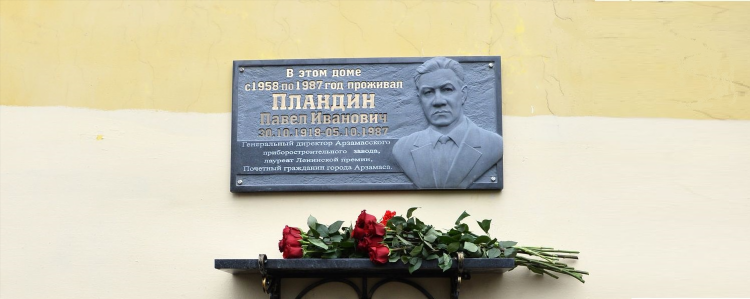 В этом доме
с 1958 по 1987 год проживал
ПЛАНДИН
Павел Иванович
30.10.1918-05.10.1987
Генеральный директор Арзамасского
приборостроительного завода,
лауреат Ленинской премии,
Почетный гражданин города Арзамаса.